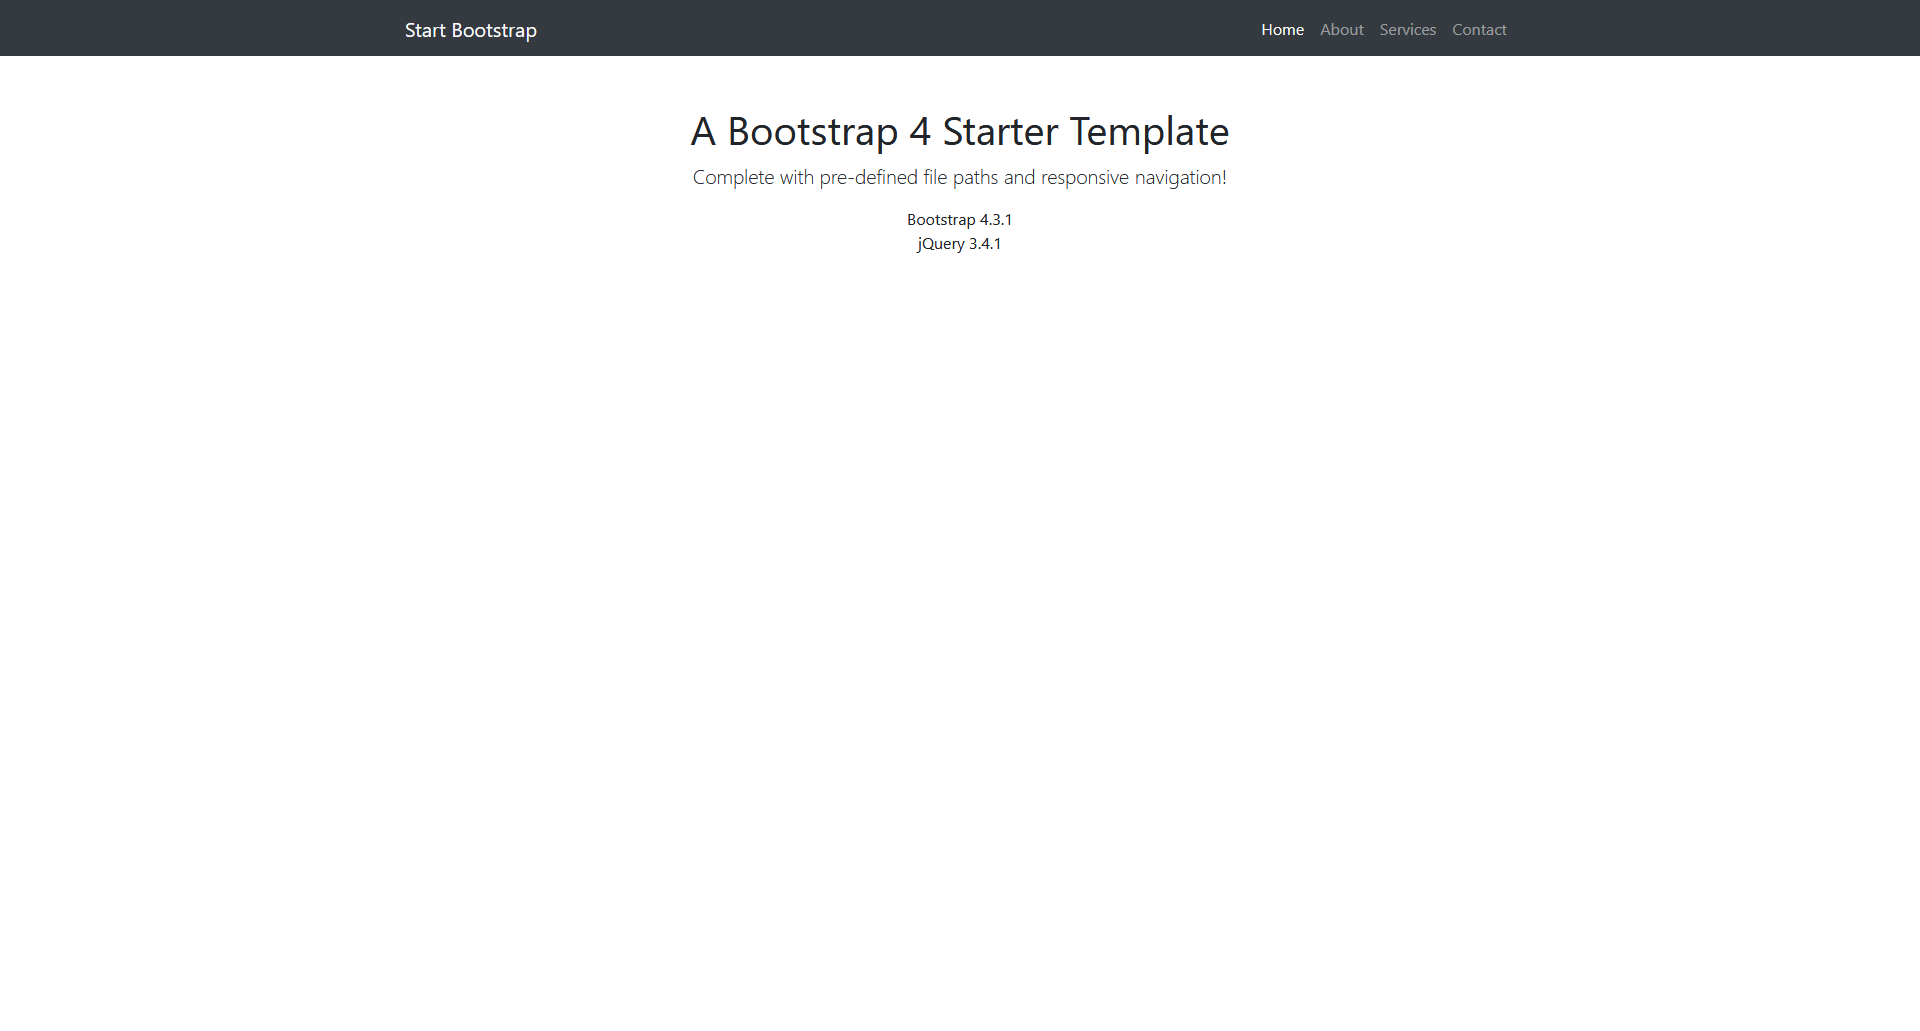 Start Bootstrap Home About Services Contact
A Bootstrap 4 Starter Template
Complete with pre-defined file paths and responsive navigation!
Bootstrap 4.3.1
jQuery 3.4.1